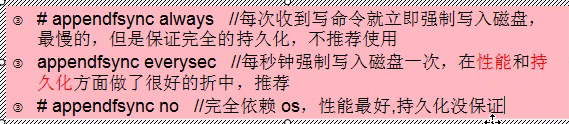 ① # appendfsync always   //每次收到写命令就立即强制写入磁盘，
最慢的，但是保证完全的持久化，不推荐使用
② appendfsync everysec   //每秒钟强制写入磁盘一次，在性能和持
久化方面做了很好的折中，推荐
③ # appendfsync no   //完全依赖 os，性能最好,持久化没保证